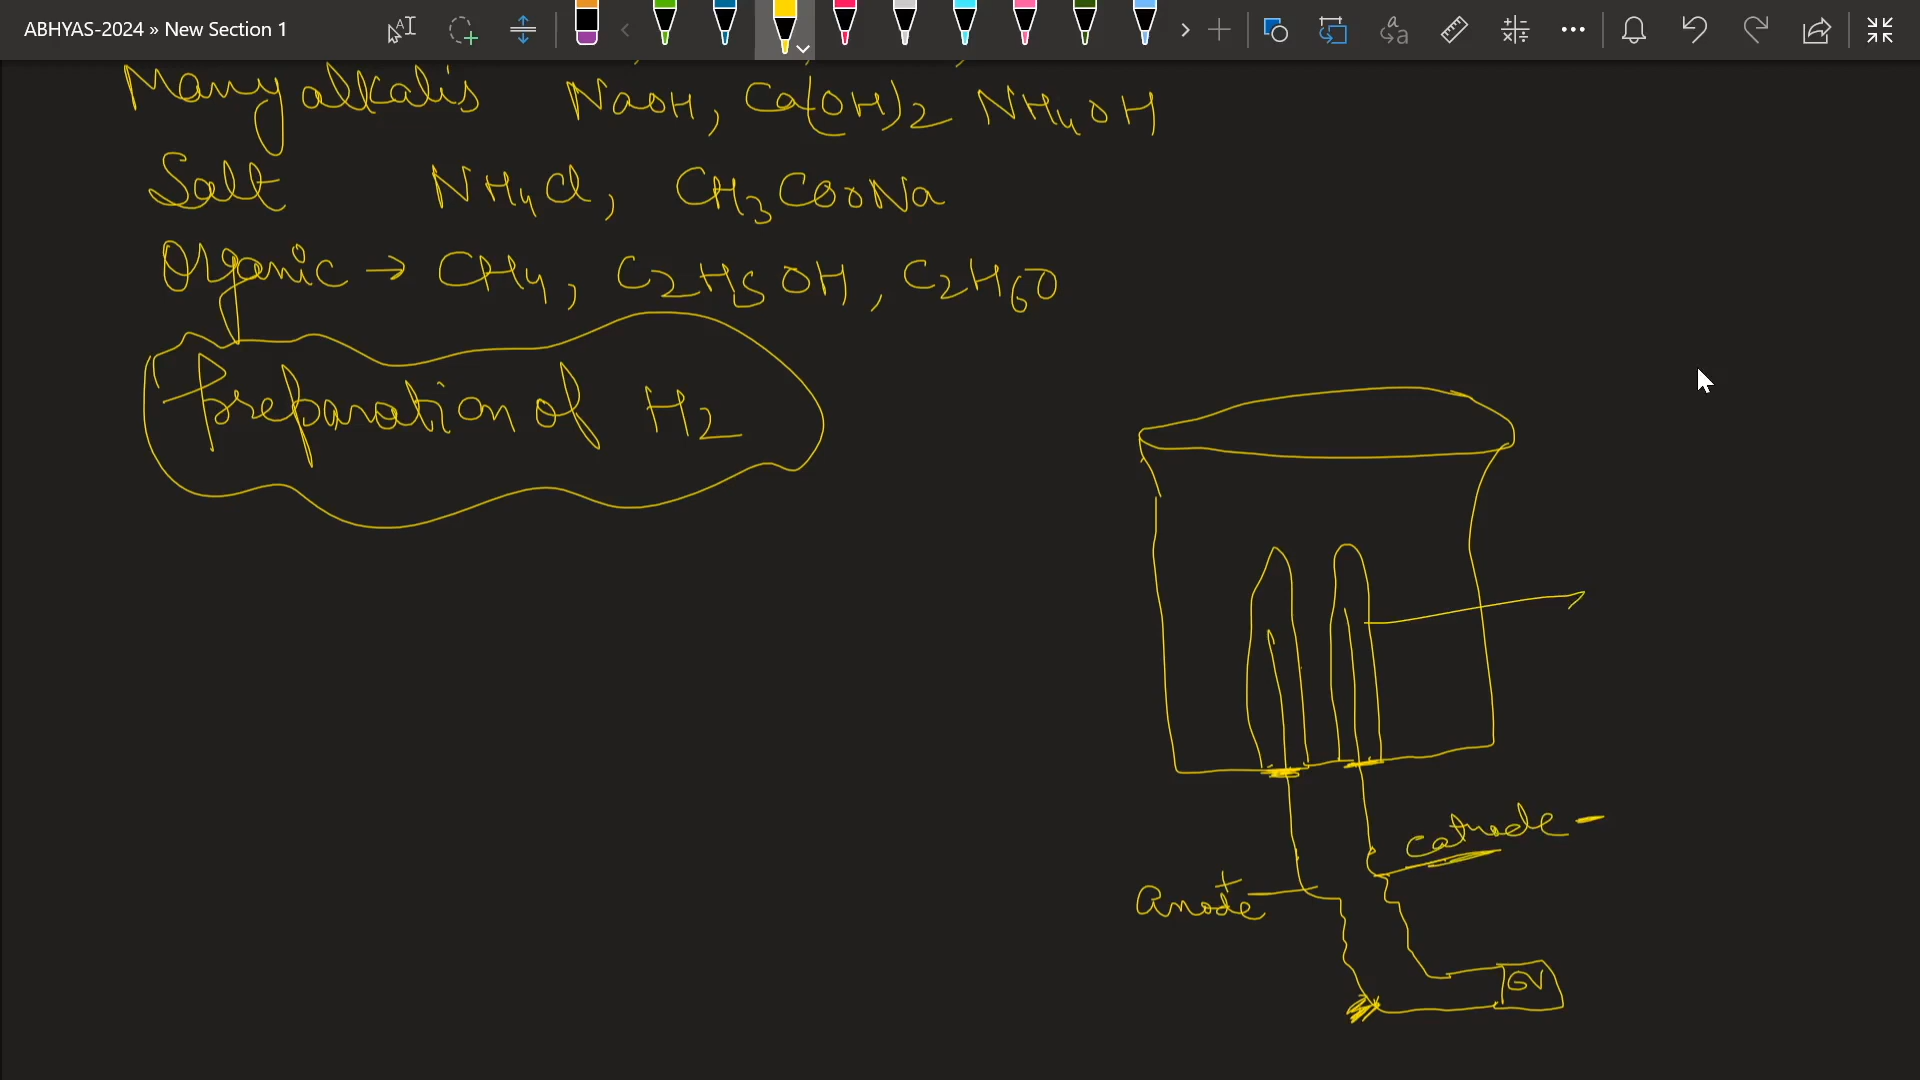 ABHYAS-2024 » New Section 1
Many alkalis NaOH, Ca(OH)2 NH4OH
Salt NH4Cl, CH3COONa
Organic → CH4, C2H5OH, C2H6O
Preparation of H2
Cathode -
+
Anode
6V